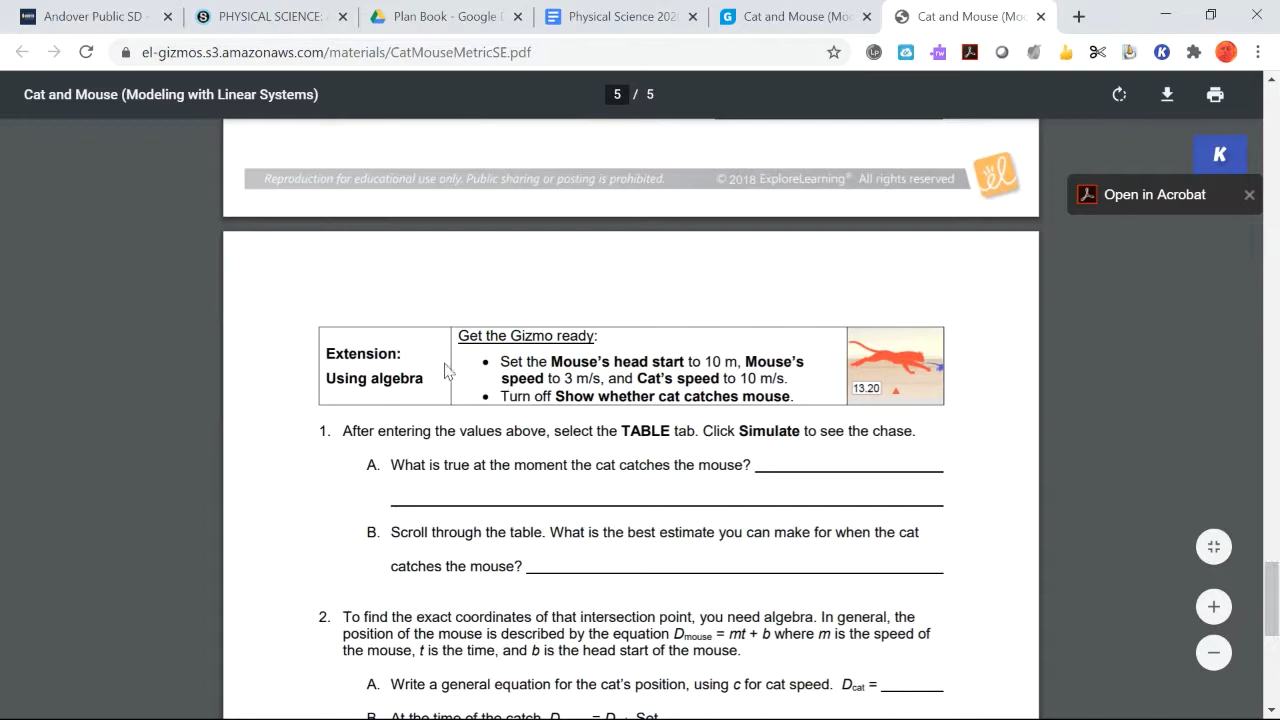 Andover Public SD -
PHYSICAL SCIENCE:
Plan Book - Google D
Physical Science 202
Cat and Mouse (Mod
Cat and Mouse (Mo
el-gizmos.s3.amazonaws.com/materials/CatMouseMetricSE.pdf
Cat and Mouse (Modeling with Linear Systems)
5 / 5
Reproduction for educational use only. Public sharing or posting is prohibited.
© 2018 ExploreLearning® All rights reserved
K
Open in Acrobat
Extension:
Using algebra
Get the Gizmo ready:
• Set the Mouse's head start to 10 m, Mouse's
speed to 3 m/s, and Cat's speed to 10 m/s.
• Turn off Show whether cat catches mouse.
13.20
1. After entering the values above, select the TABLE tab. Click Simulate to see the chase.
A. What is true at the moment the cat catches the mouse?
B. Scroll through the table. What is the best estimate you can make for when the cat
catches the mouse?
2. To find the exact coordinates of that intersection point, you need algebra. In general, the
position of the mouse is described by the equation Dmouse = mt + b where m is the speed of
the mouse, t is the time, and b is the head start of the mouse.
A. Write a general equation for the cat's position, using c for cat speed. Dcat =
B. At the time of the catch, D = D Set